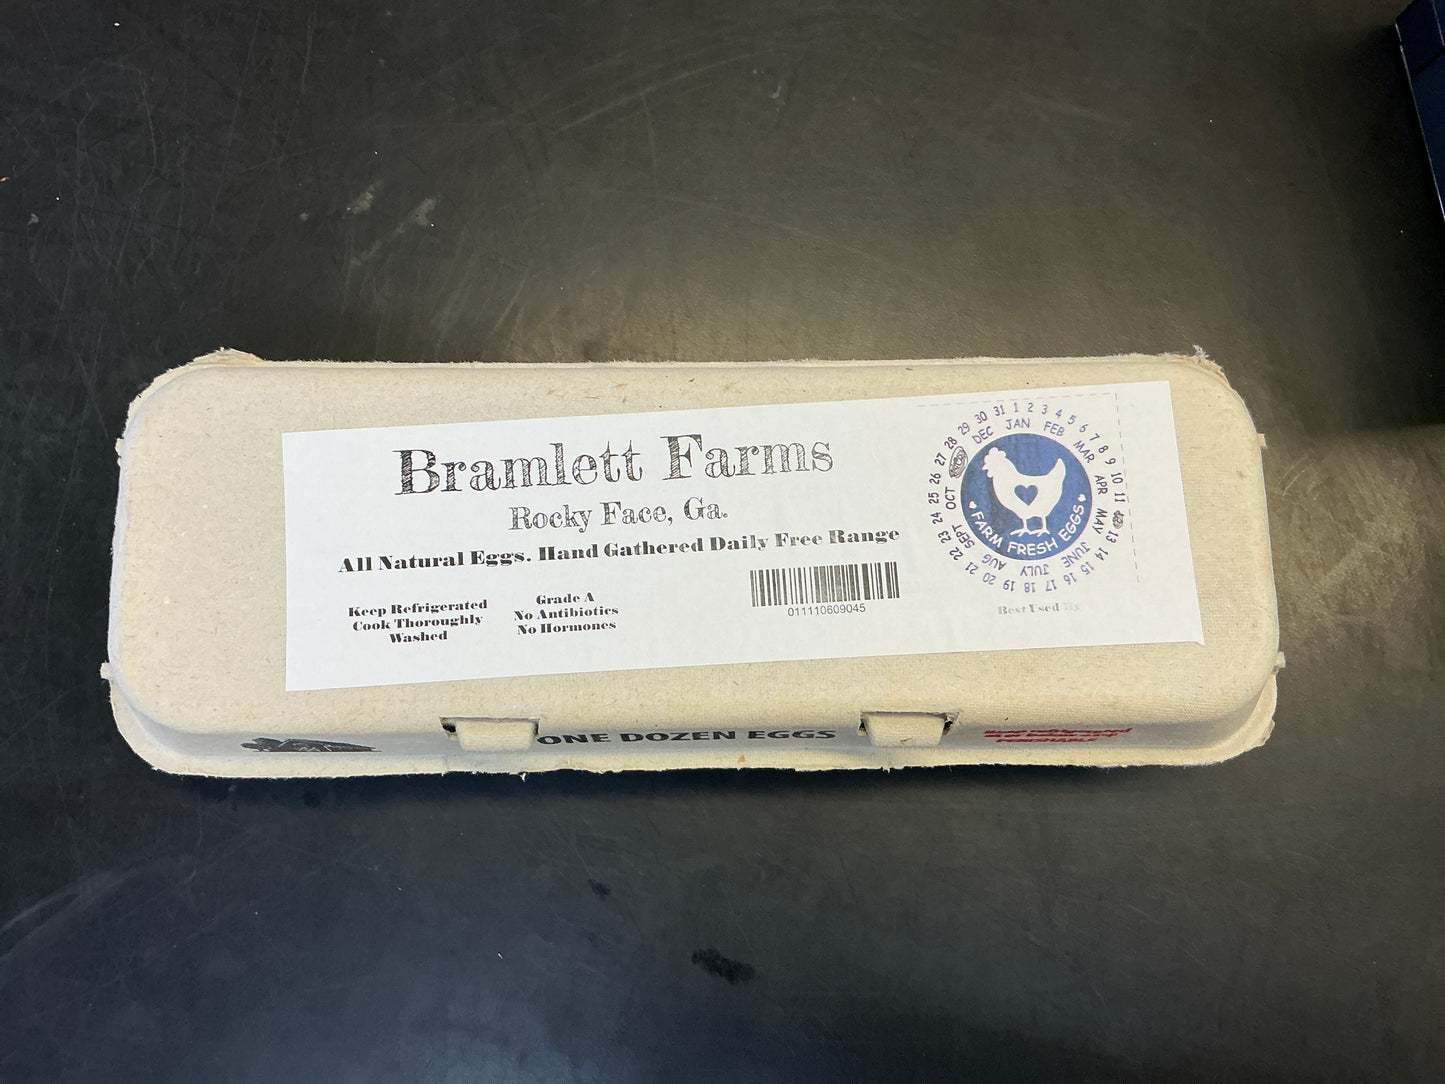 Bramlett Farms
Rocky Face, Ga.
All Natural Eggs. Hand Gathered Daily Free Range
Keep Refrigerated
Cook Thoroughly
Washed
Grade A
No Antibiotics
No Hormones
011110609045
1 2 3 4 5 6 7 8 9 10 11 13 14 15 16 17 18 19 20 21 22 23 24 25 26 27 28 29 30 31
JAN FEB MAR APR MAY JUNE JULY AUG SEPT OCT DEC
FARM FRESH EGGS
Best Used By
ONE DOZEN EGGS